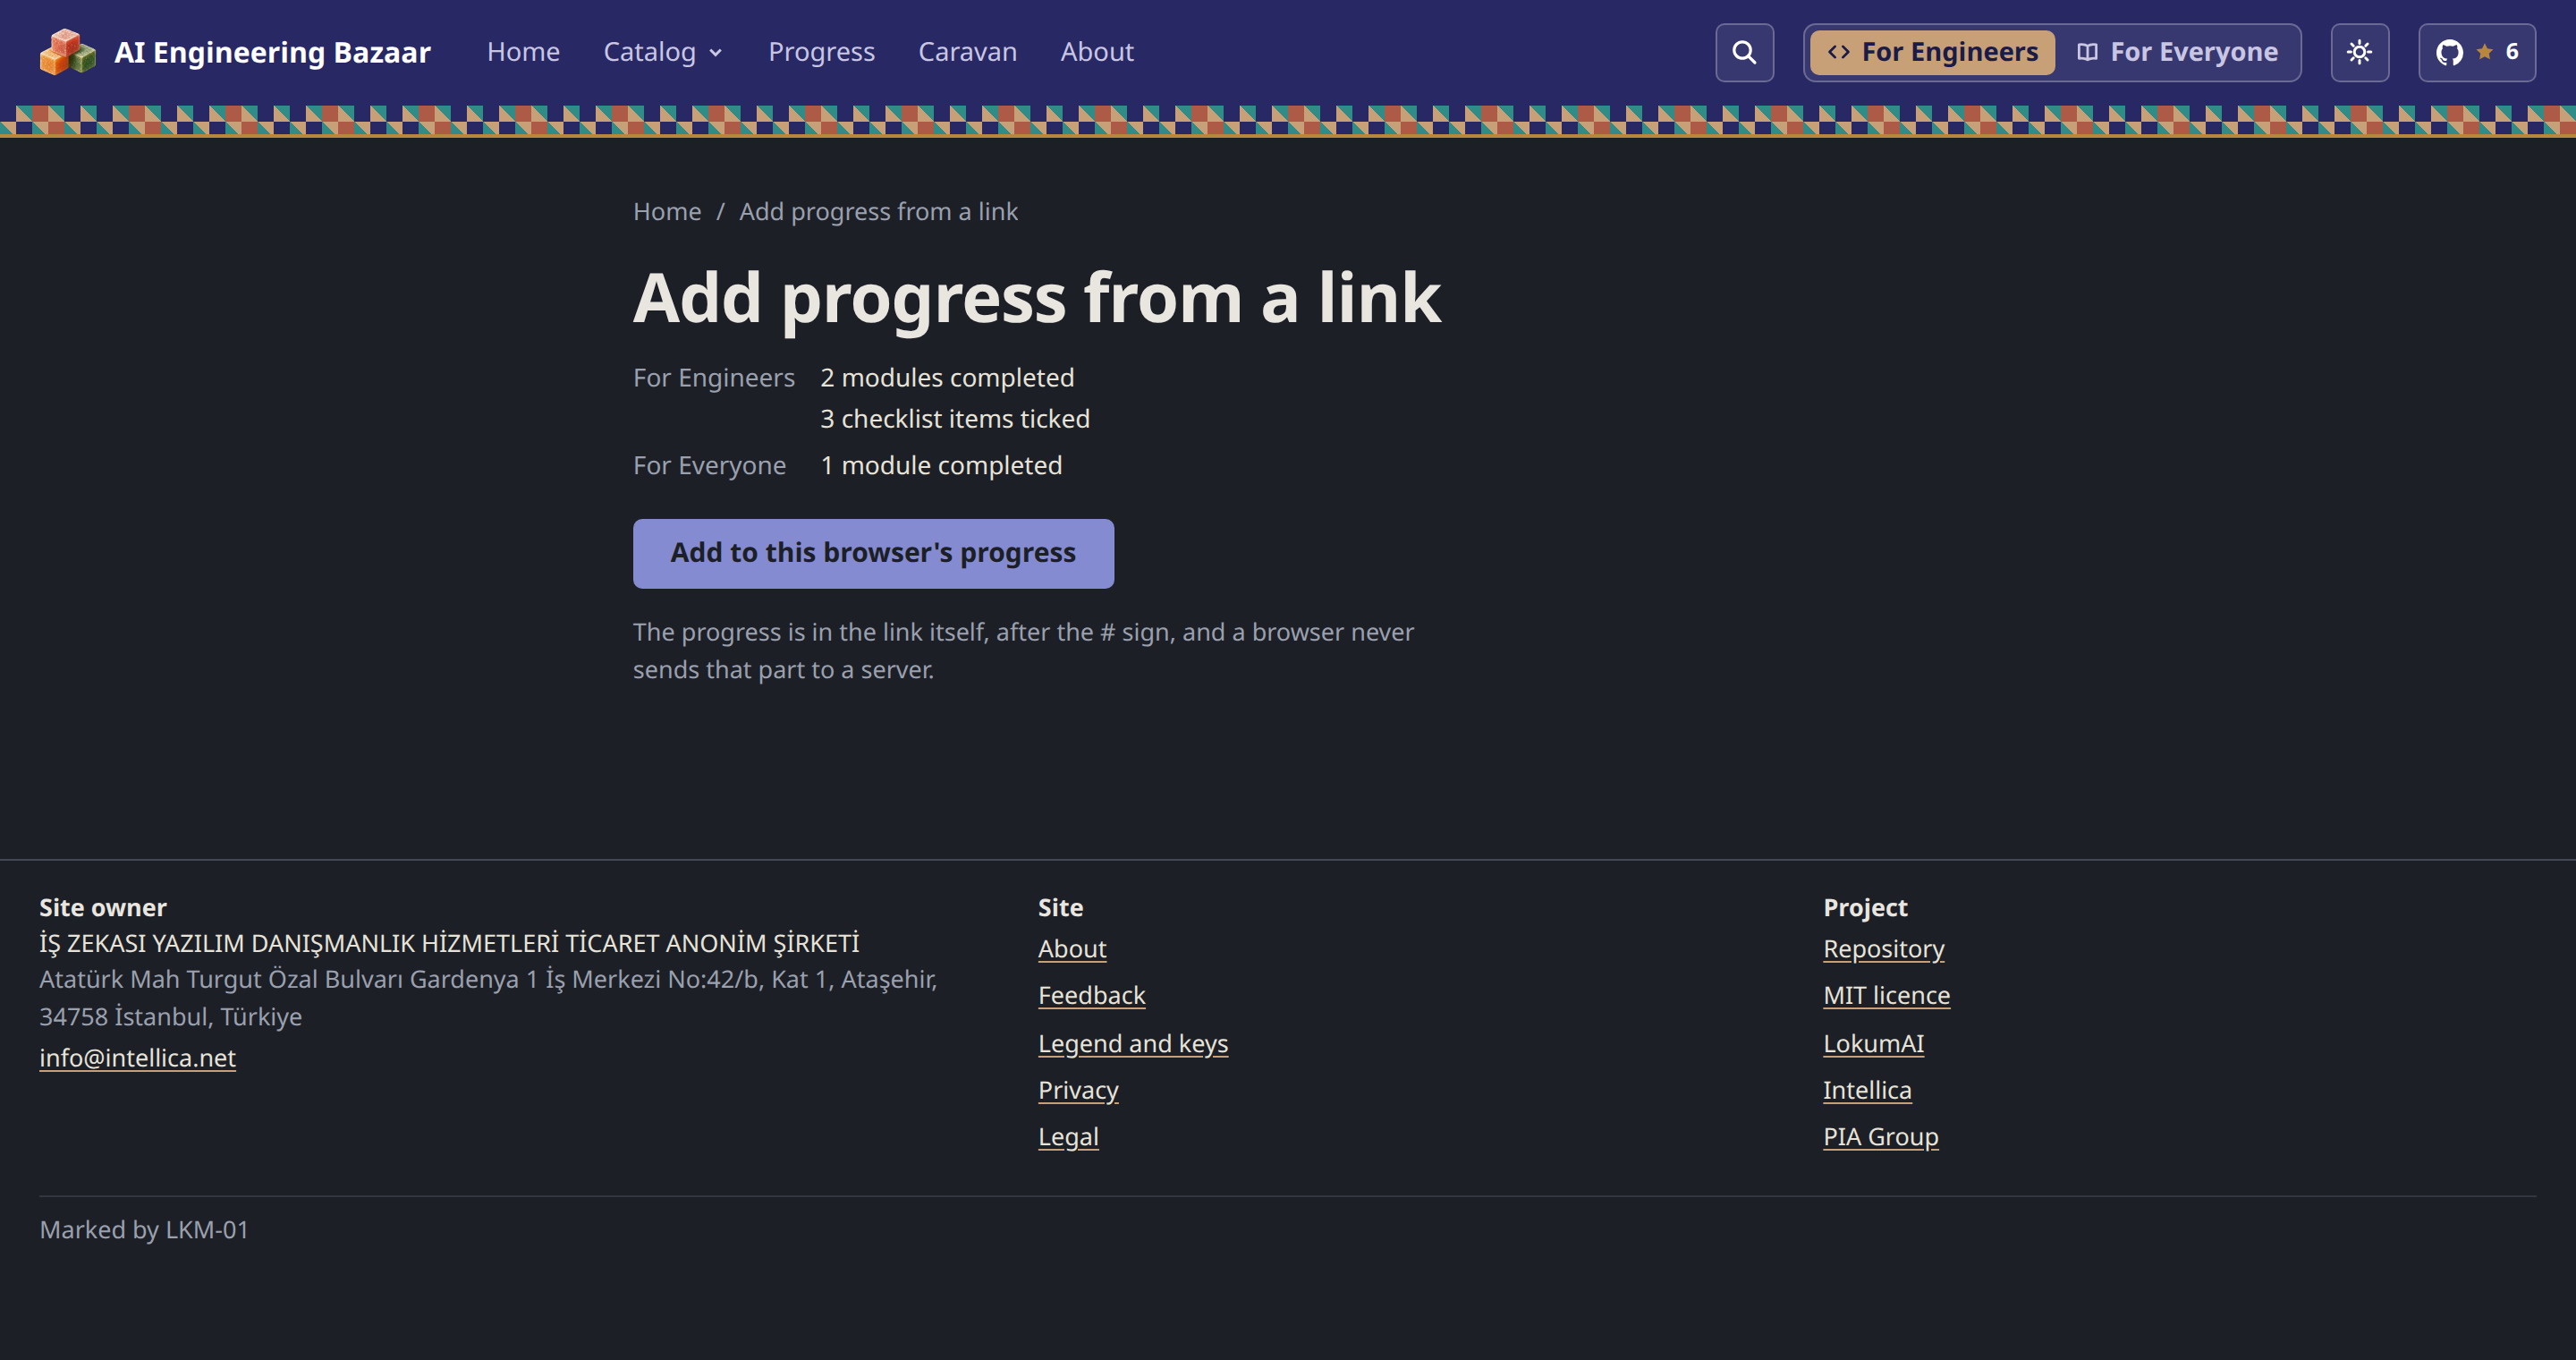 AI Engineering Bazaar
Home
Catalog
Progress
Caravan
About
For Engineers
For Everyone
6
Home / Add progress from a link
Add progress from a link
For Engineers 2 modules completed
3 checklist items ticked
For Everyone 1 module completed
Add to this browser's progress
The progress is in the link itself, after the # sign, and a browser never
sends that part to a server.
Site owner
İŞ ZEKASI YAZILIM DANIŞMANLIK HİZMETLERİ TİCARET ANONİM ŞİRKETİ
Atatürk Mah Turgut Özal Bulvarı Gardenya 1 İş Merkezi No:42/b, Kat 1, Ataşehir,
34758 İstanbul, Türkiye
info@intellica.net
Site
About
Feedback
Legend and keys
Privacy
Legal
Project
Repository
MIT licence
LokumAI
Intellica
PIA Group
Marked by LKM-01